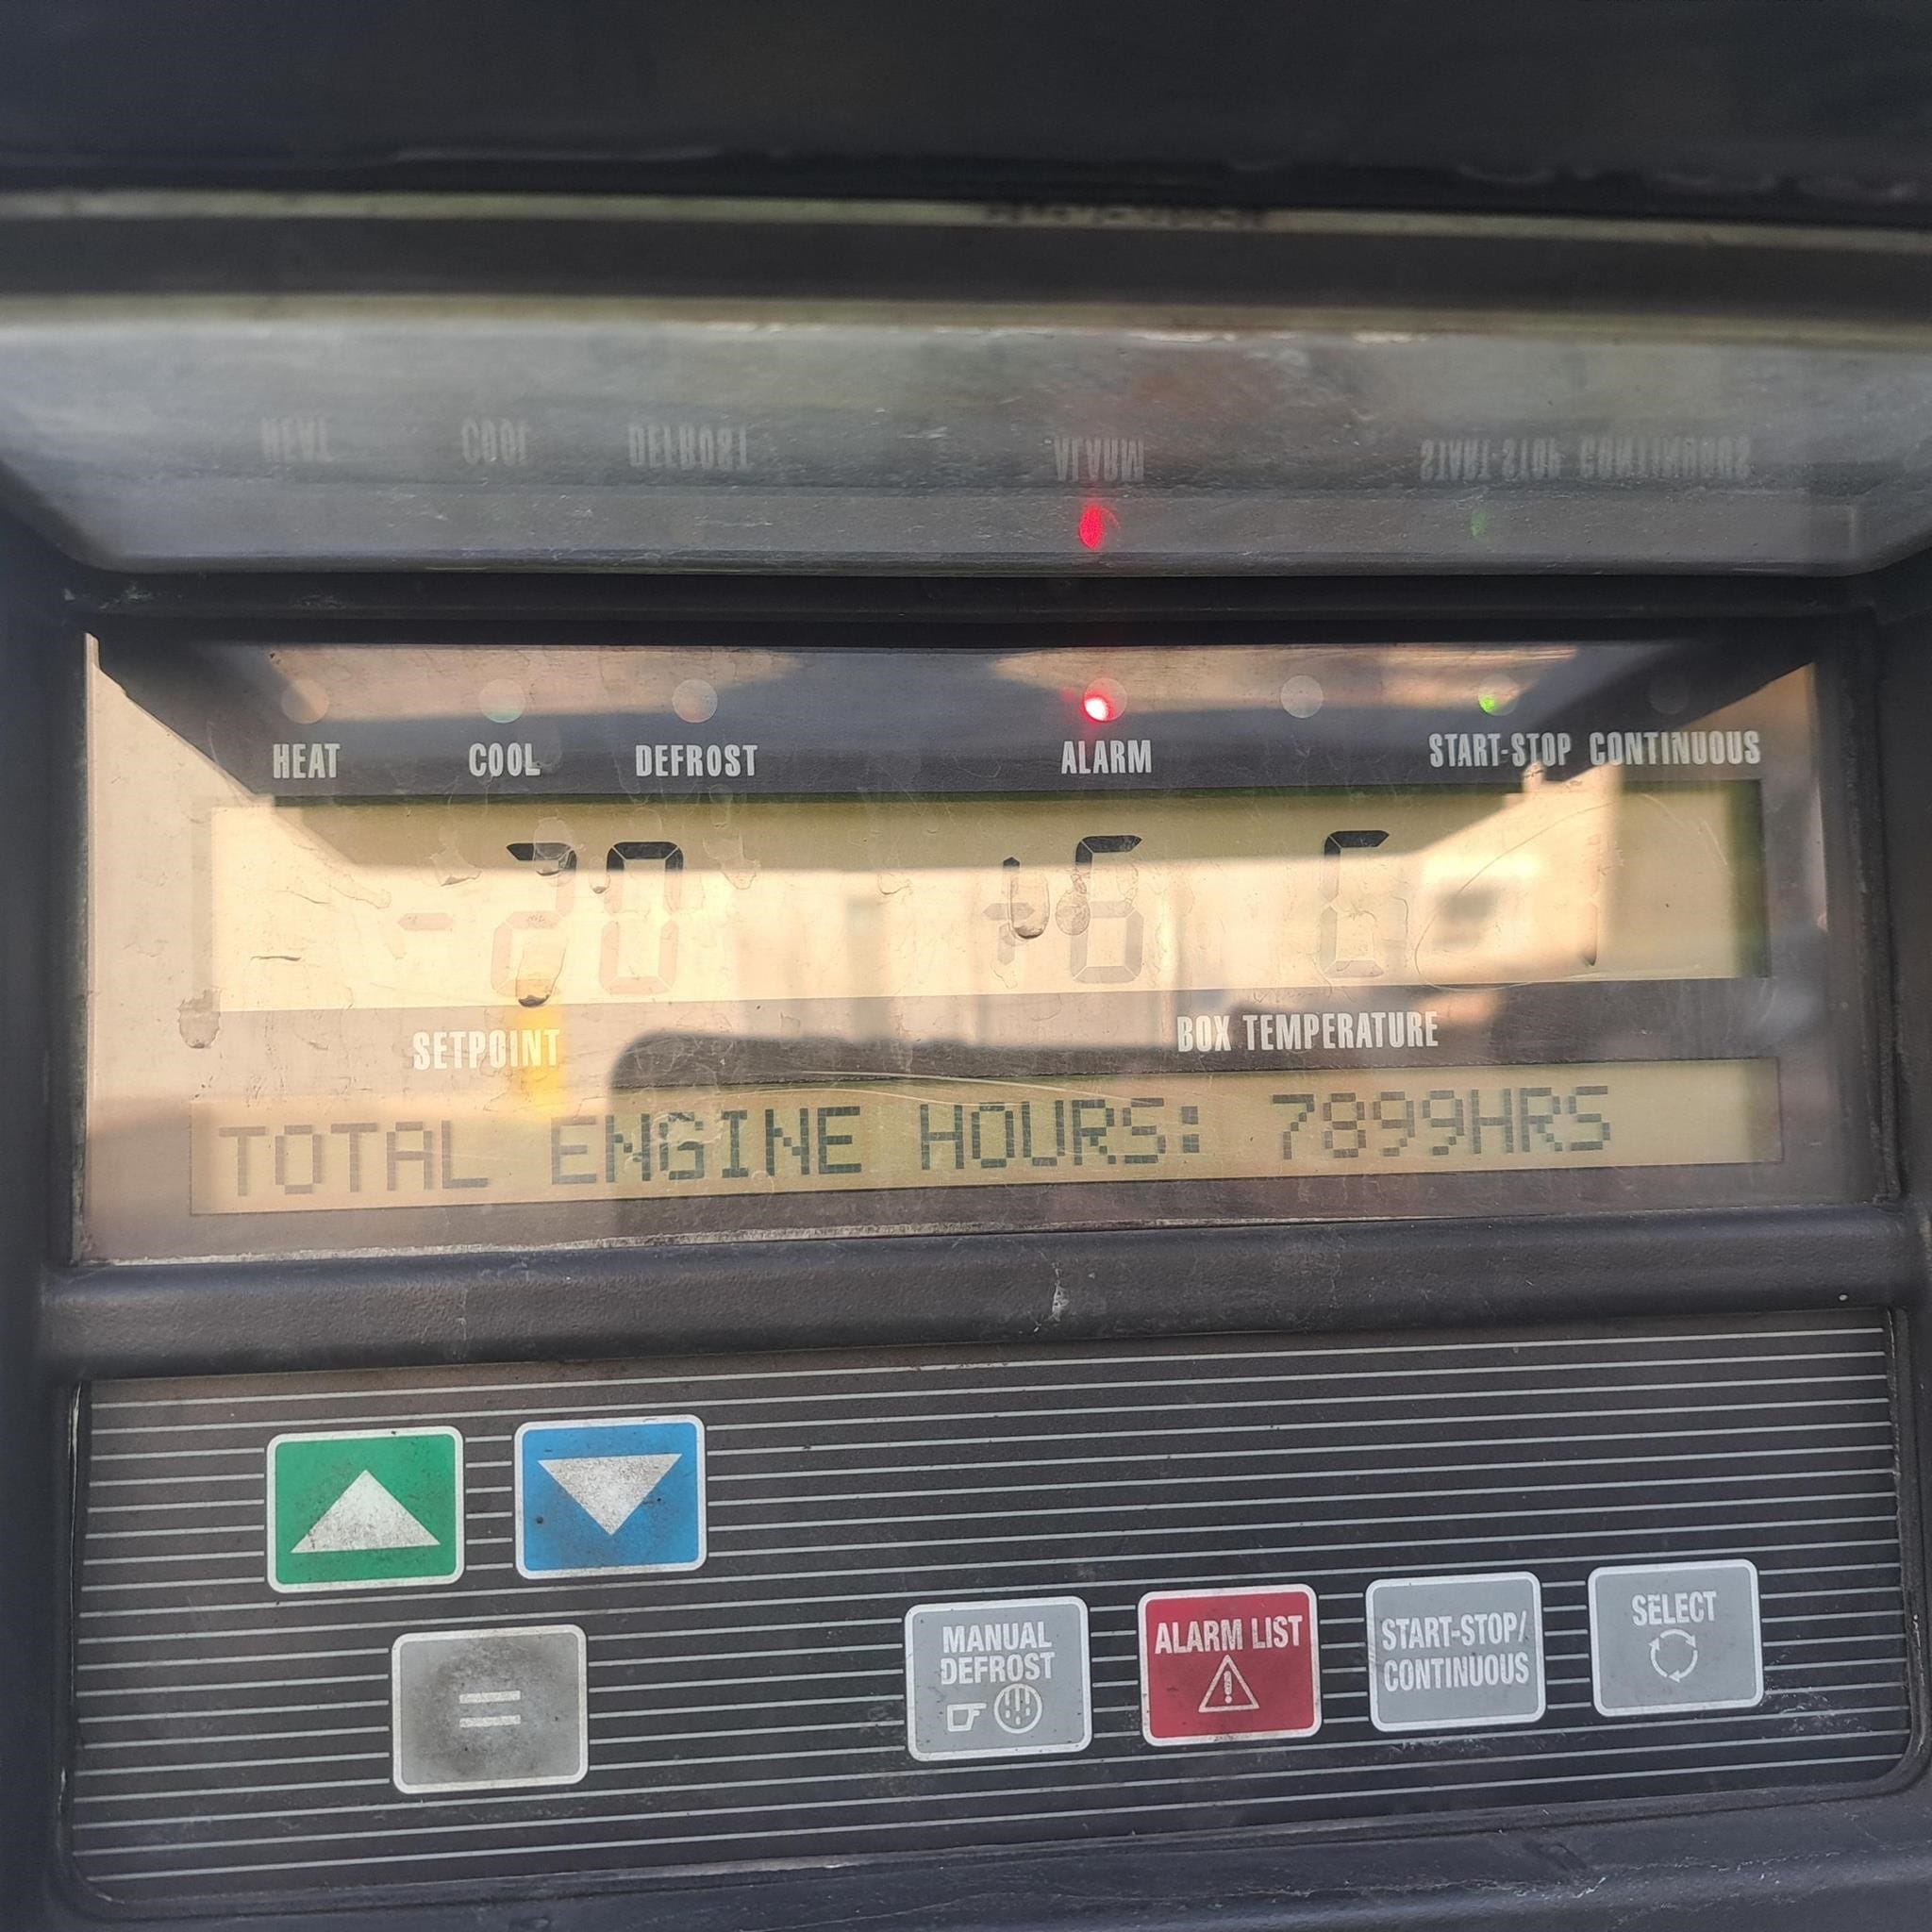 HEAT COOL DEFROST ALARM START-STOP CONTINUOUS
-20 +6
SETPOINT BOX TEMPERATURE
TOTAL ENGINE HOURS: 7899HRS
MANUAL DEFROST
ALARM LIST
START-STOP/
CONTINUOUS
SELECT
=